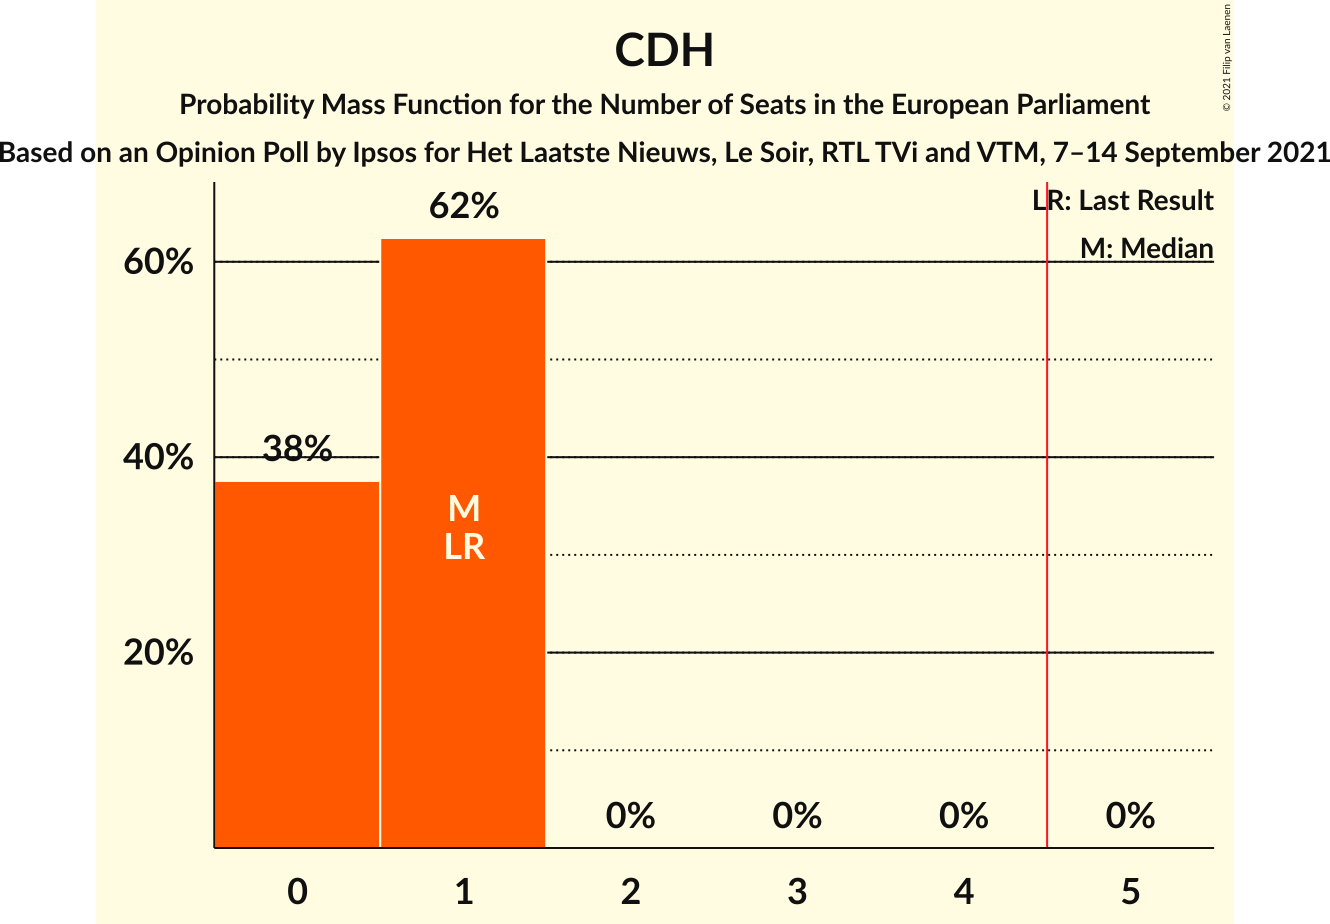 CDH
Probability Mass Function for the Number of Seats in the European Parliament
Based on an Opinion Poll by Ipsos for Het Laatste Nieuws, Le Soir, RTL TVi and VTM, 7–14 September 2021
© 2021 Filip van Laenen
LR: Last Result
M: Median
62%
60%
38%
40%
M
LR
20%
0% 0% 0% 0%
0 1 2 3 4 5